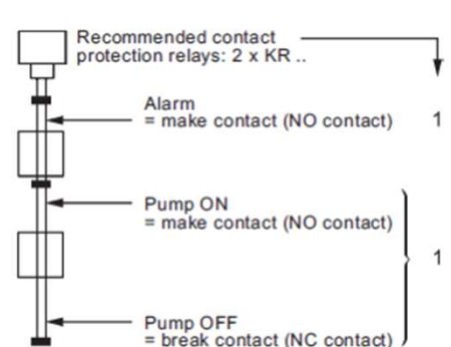 Recommended contact
protection relays: 2 x KR ..
Alarm
= make contact (NO contact)
1
Pump ON
= make contact (NO contact)
1
Pump OFF
= break contact (NC contact)